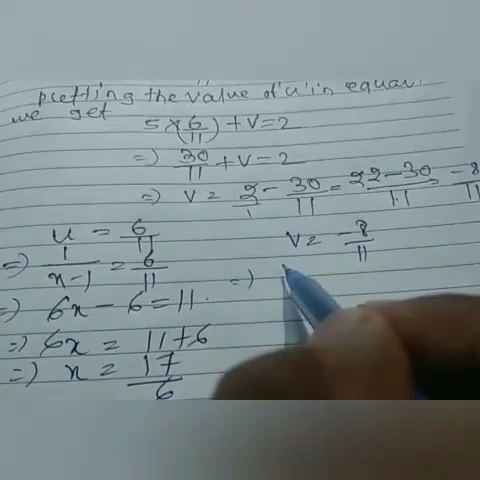 putting the value of 'u' in equa
we get
5 × (6/11) + V = 2
=) 30/11 + V = 2
=) V = 2/1 - 30/11 = 22-30/11 = -8/11
u = 6/11
=) 1/x-1 = 6/11
=) 6x - 6 = 11.
=) 6x = 11+6
=) x = 17/6
V = -8/11
=)